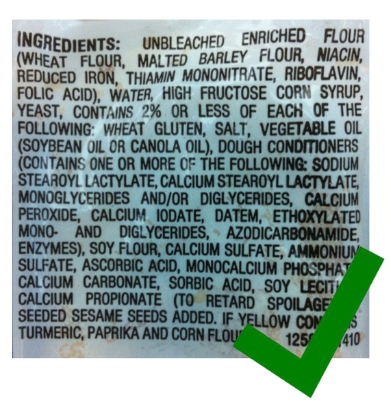 INGREDIENTS: UNBLEACHED ENRICHED FLOUR
(WHEAT FLOUR, MALTED BARLEY FLOUR, NIACIN,
REDUCED IRON, THIAMIN MONONITRATE, RIBOFLAVIN,
FOLIC ACID), WATER, HIGH FRUCTOSE CORN SYRUP,
YEAST, CONTAINS 2% OR LESS OF EACH OF THE
FOLLOWING: WHEAT GLUTEN, SALT, VEGETABLE OIL
(SOYBEAN OIL OR CANOLA OIL), DOUGH CONDITIONERS
(CONTAINS ONE OR MORE OF THE FOLLOWING: SODIUM
STEAROYL LACTYLATE, CALCIUM STEAROYL LACTYLATE,
MONOGLYCERIDES AND/OR DIGLYCERIDES, CALCIUM
PEROXIDE, CALCIUM IODATE, DATEM, ETHOXYLATED
MONO- AND DIGLYCERIDES, AZODICARBONAMIDE,
ENZYMES), SOY FLOUR, CALCIUM SULFATE, AMMONIUM
SULFATE, ASCORBIC ACID, MONOCALCIUM PHOSPHAT
CALCIUM CARBONATE, SORBIC ACID, SOY LECIT
CALCIUM PROPIONATE (TO RETARD SPOILAGE
SEEDED SESAME SEEDS ADDED. IF YELLOW CON
TURMERIC, PAPRIKA AND CORN FLOU